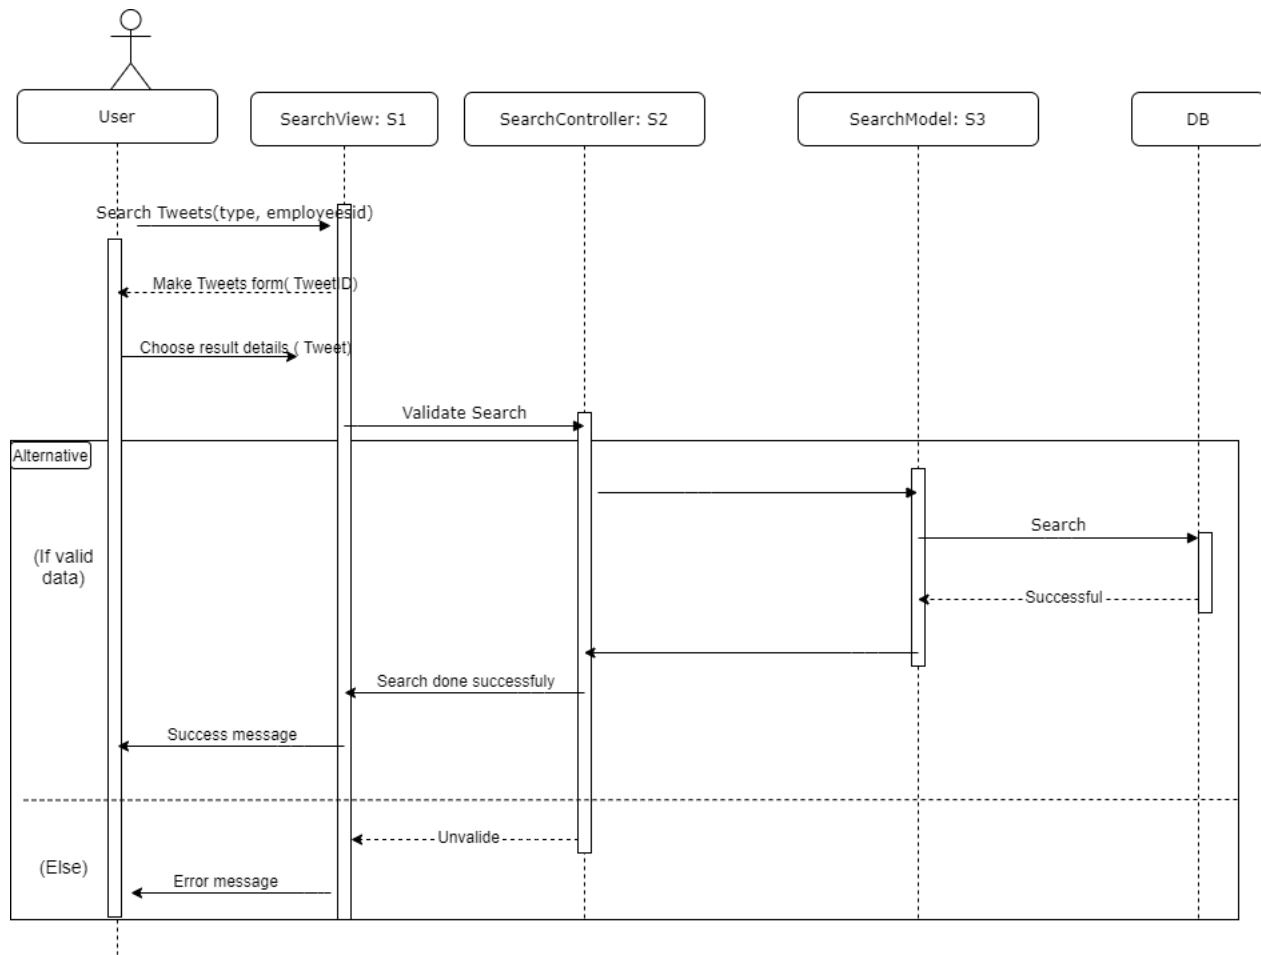 User
SearchView: S1
SearchController: S2
SearchModel: S3
DB
Search Tweets(type, employeesid)
Make Tweets form( TweetID)
Choose result details ( Tweet)
Validate Search
Alternative
(If valid
data)
Search
Successful
Search done successfuly
Success message
Unvalide
(Else)
Error message